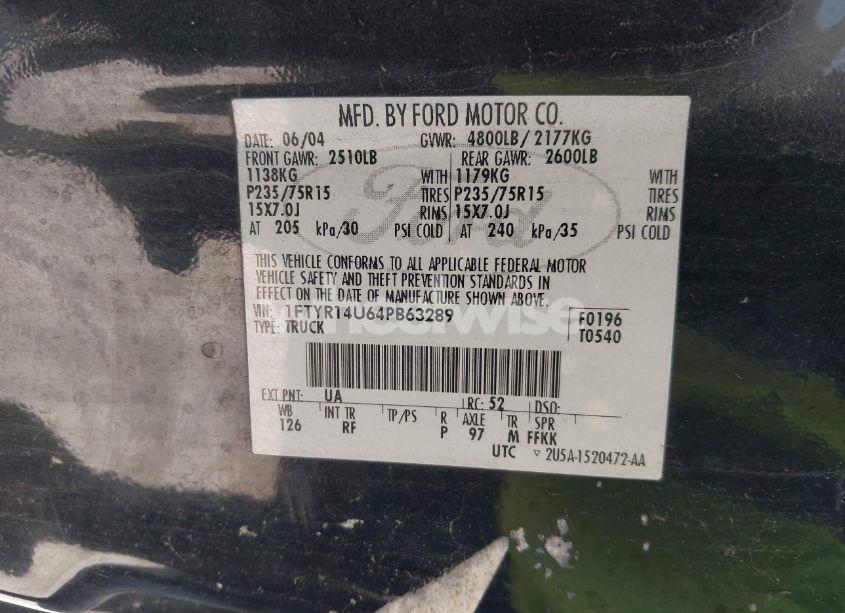 MFD. BY FORD MOTOR CO.
DATE: 06/04 GVWR: 4800LB/ 2177KG
FRONT GAWR: 2510LB REAR GAWR: 2600LB
1138KG WITH 1179KG WITH
P235/75R15 TIRES P235/75R15 TIRES
15X7.0J RIMS 15X7.0J RIMS
AT 205 kPa/30 PSI COLD AT 240 kPa/35 PSI COLD
Ford
THIS VEHICLE CONFORMS TO ALL APPLICABLE FEDERAL MOTOR
VEHICLE SAFETY AND THEFT PREVENTION STANDARDS IN
EFFECT ON THE DATE OF MANUFACTURE SHOWN ABOVE.
VIN: 1FTYR14U64PB63289 F0196
TYPE: TRUCK T0540
EXT PNT: UA RC: 52 DSO:
WB INT TR TP/PS R AXLE TR SPR
126 RF P 97 M FFKK
UTC ▿ 2U5A-1520472-AA